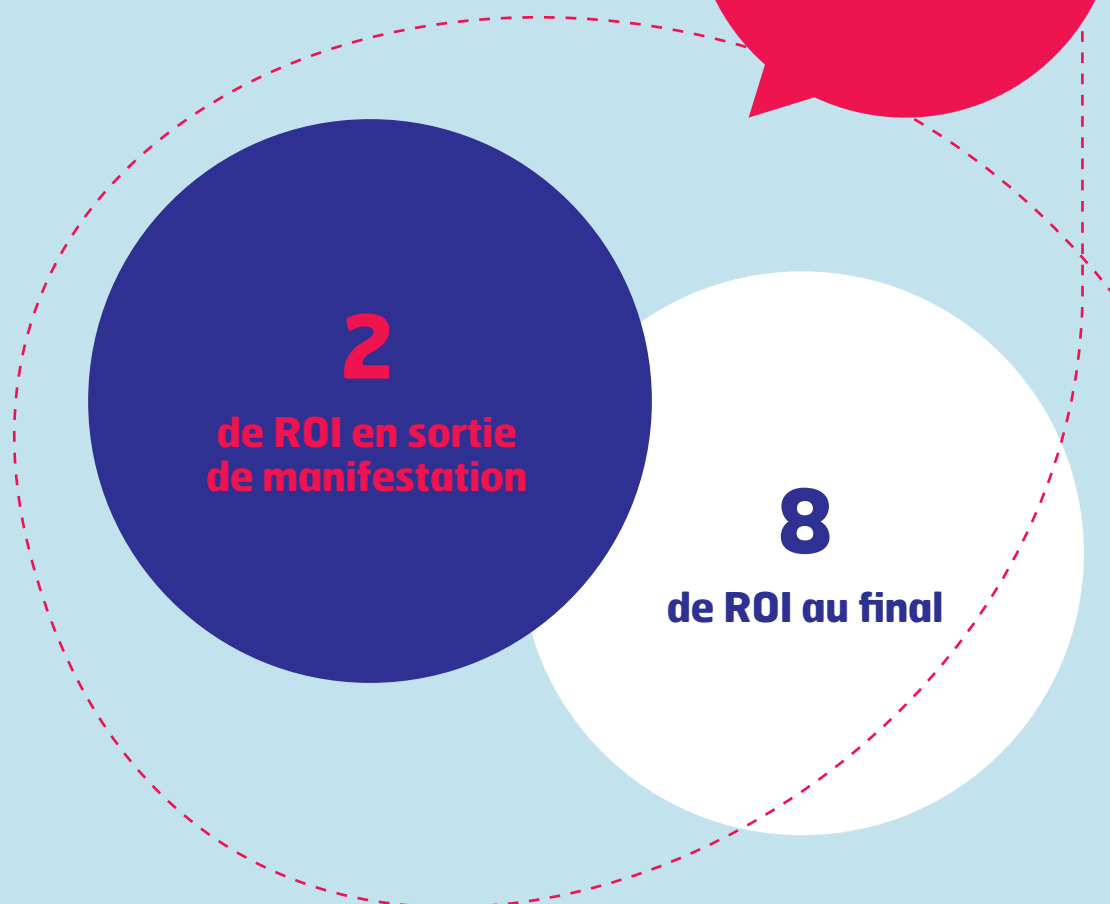 2
de ROI en sortie
de manifestation
8
de ROI au final